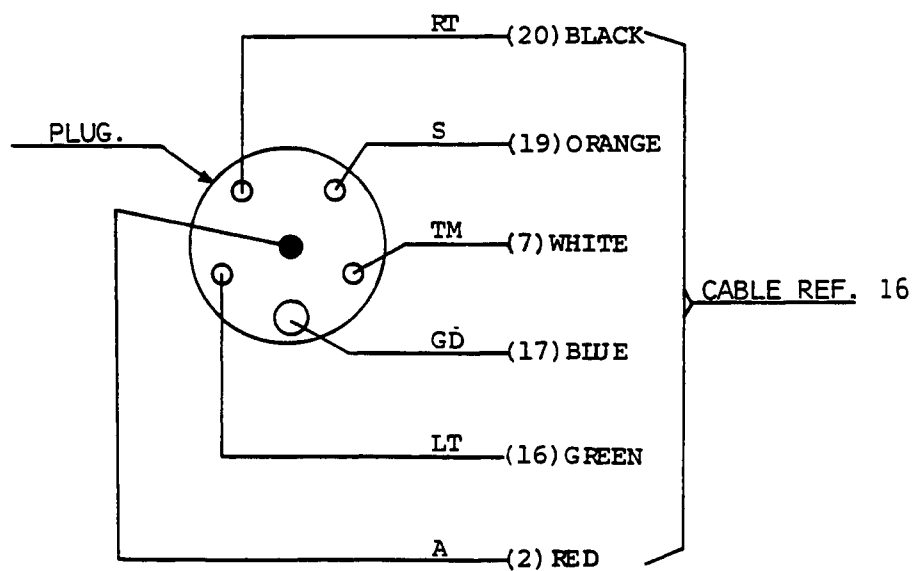 RT (20) BLACK
PLUG.
S (19) ORANGE
TM (7) WHITE
CABLE REF. 16
GD (17) BLUE
LT (16) GREEN
A (2) RED